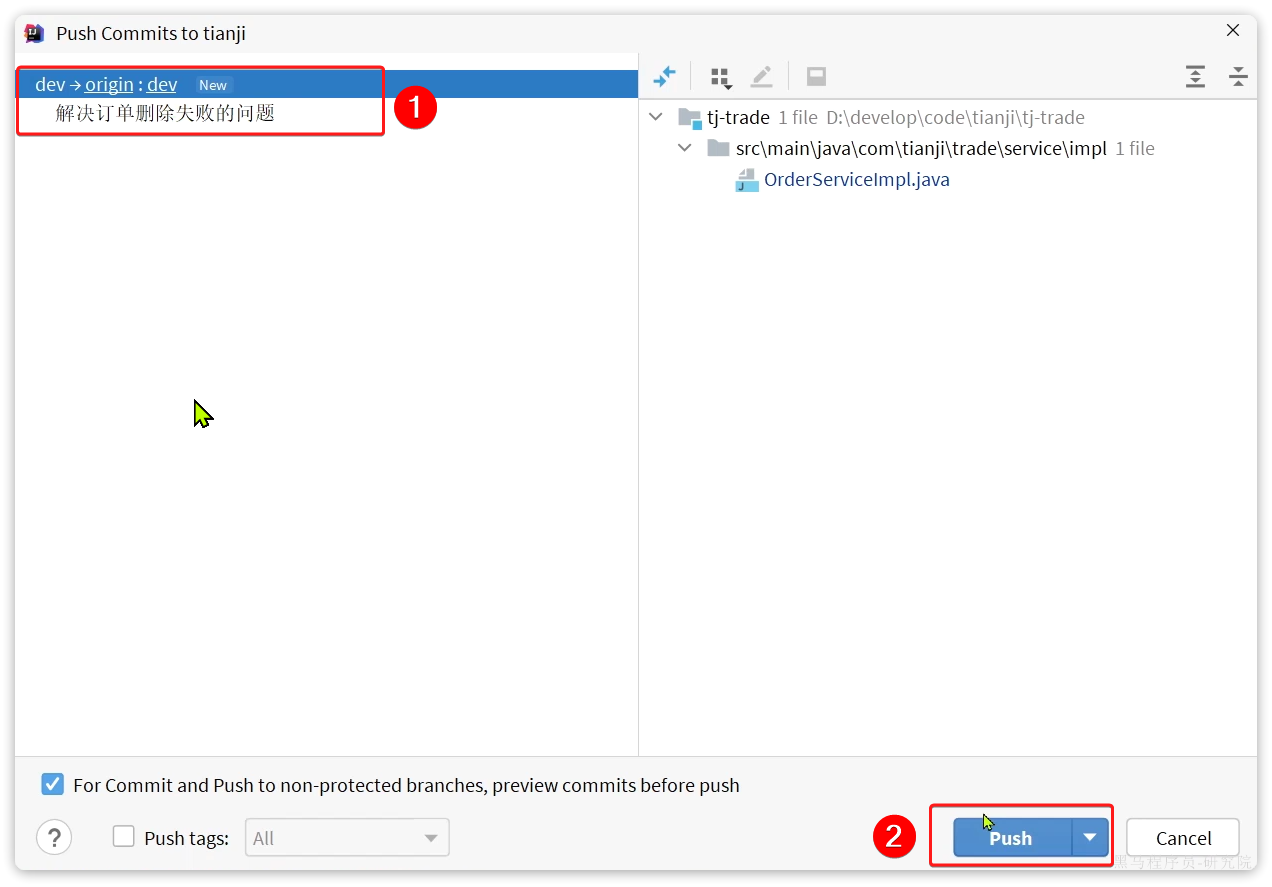 Push Commits to tianji
dev → origin : dev New
解决订单删除失败的问题
1
tj-trade 1 file D:\develop\code\tianji\tj-trade
src\main\java\com\tianji\trade\service\impl 1 file
OrderServiceImpl.java
For Commit and Push to non-protected branches, preview commits before push
? Push tags: All
2
Push
Cancel
黑马程序员-研究院